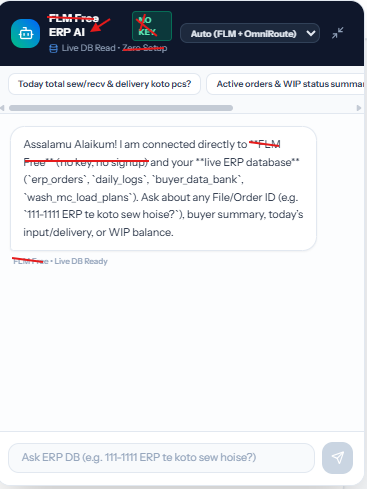 FLM Free
ERP AI
Live DB Read • Zero Setup
NO
KEY
Auto (FLM + OmniRoute)
Today total sew/recv & delivery koto pcs?
Active orders & WIP status summar
Assalamu Alaikum! I am connected directly to **FLM
Free** (no key, no signup) and your **live ERP database**
(`erp_orders`, `daily_logs`, `buyer_data_bank`,
`wash_mc_load_plans`). Ask about any File/Order ID (e.g.
`111-1111 ERP te koto sew hoise?`), buyer summary, today's
input/delivery, or WIP balance.
FLM Free • Live DB Ready
Ask ERP DB (e.g. 111-1111 ERP te koto sew hoise?)